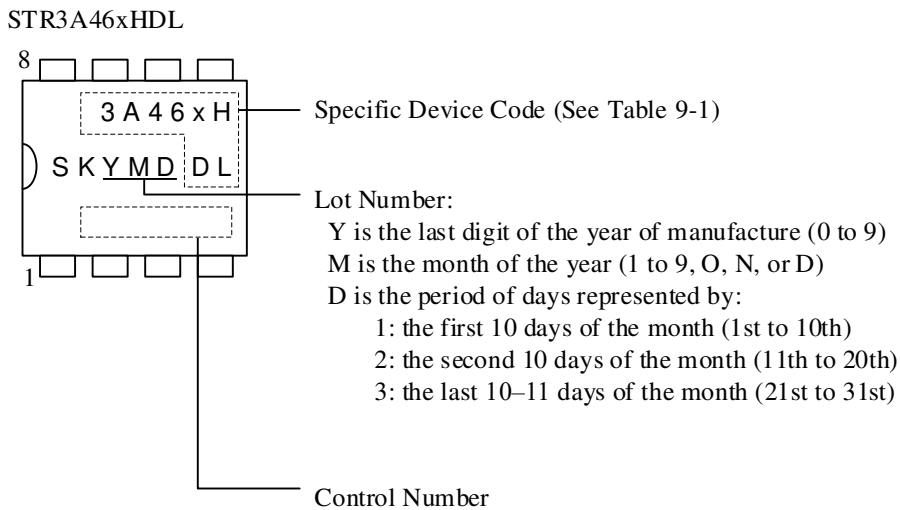 STR3A46xHDL
8
3 A 4 6 x H
Specific Device Code (See Table 9-1)
S K Y M D D L
Lot Number:
Y is the last digit of the year of manufacture (0 to 9)
M is the month of the year (1 to 9, O, N, or D)
D is the period of days represented by:
1: the first 10 days of the month (1st to 10th)
2: the second 10 days of the month (11th to 20th)
3: the last 10–11 days of the month (21st to 31st)
1
Control Number